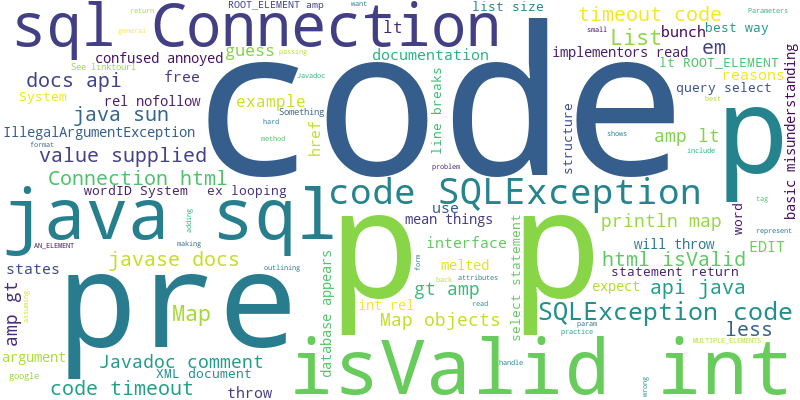 sql Connection
ROOT_ELEMENT amp
want
list size
return
general
lt
timeout code
Parameters
small
List
bunch
best way
confused annoyed
guess
documentation
em
implementors read
See linktourl
passing
lt ROOT_ELEMENT
docs api
free
Javadoc
reasons
System
rel nofollow
example
Something
query select
java sun
hard
code
best
IllegalArgumentException
href
line breaks
structure
amp lt
p
basic misunderstanding
format
method
shows
value supplied
problem
include
Connection html
wordID System
ex looping
code SQLException
tag
java sql
use
mean things
word
represent
adding
p
p
println map
AN_ELEMENT
making
interface
select statement
will throw
EDIT
javase docs
database appears
melted
html isValid
states
pre
outlining
form
back
attributes
statement return
amp gt
assuming
gt amp
read
expect
api java
Map
int rel
Map objects
param
SQLException code
practice
less
argument
isValid int
MULTIPLE_ELEMENTS
Javadoc comment
handle
google
XML document
code timeout
throw
wrong